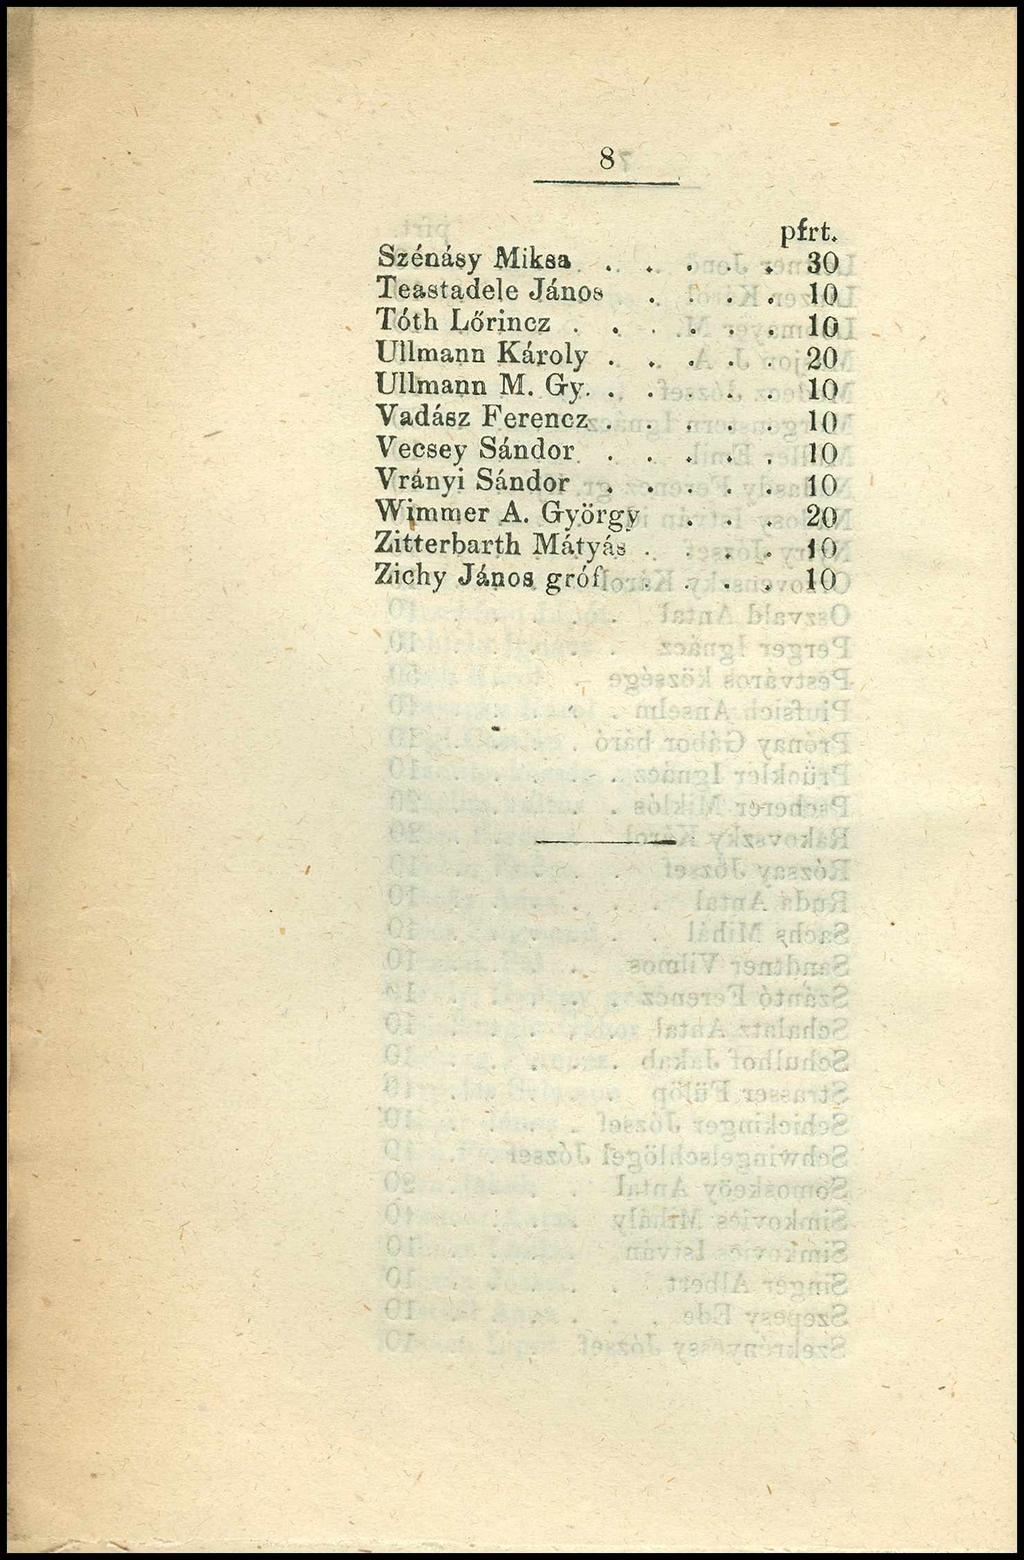 8
pfrt.
Szénásy Miksa . . . . . . 30
Teastadele János . . . . 10
Tóth Lőrincz . . . . . . 10
Ullmann Károly . . . . . . 20
Ullmann M. Gy. . . . . . 10
Vadász Ferencz . . . . . 10
Vecsey Sándor . . . . . 10
Vrányi Sándor . . . . . 10
Wimmer A. György . . . 20
Zitterbarth Mátyás . . . . 10
Zichy János gróf . . . 10